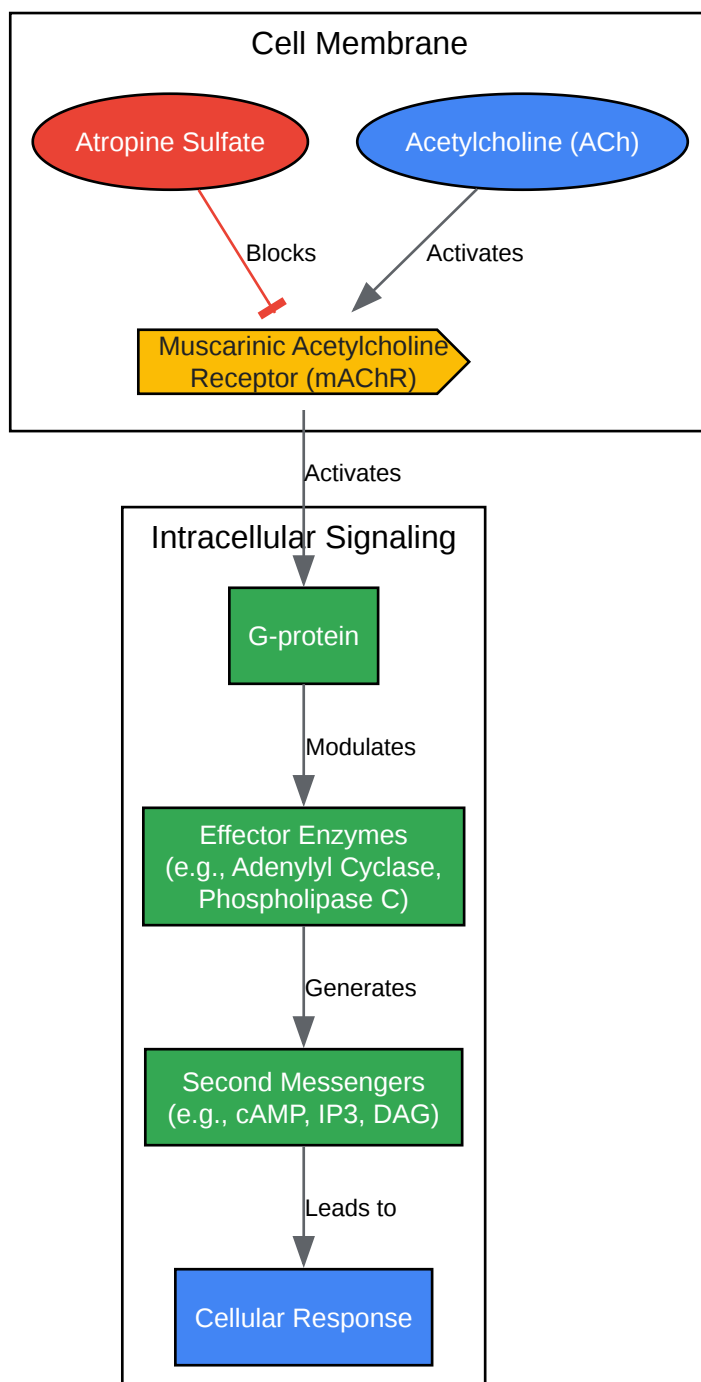 Cell Membrane
Atropine Sulfate
Acetylcholine (ACh)
Blocks
Activates
Muscarinic Acetylcholine
Receptor (mAChR)
Activates
Intracellular Signaling
G-protein
Modulates
Effector Enzymes
(e.g., Adenylyl Cyclase,
Phospholipase C)
Generates
Second Messengers
(e.g., cAMP, IP3, DAG)
Leads to
Cellular Response